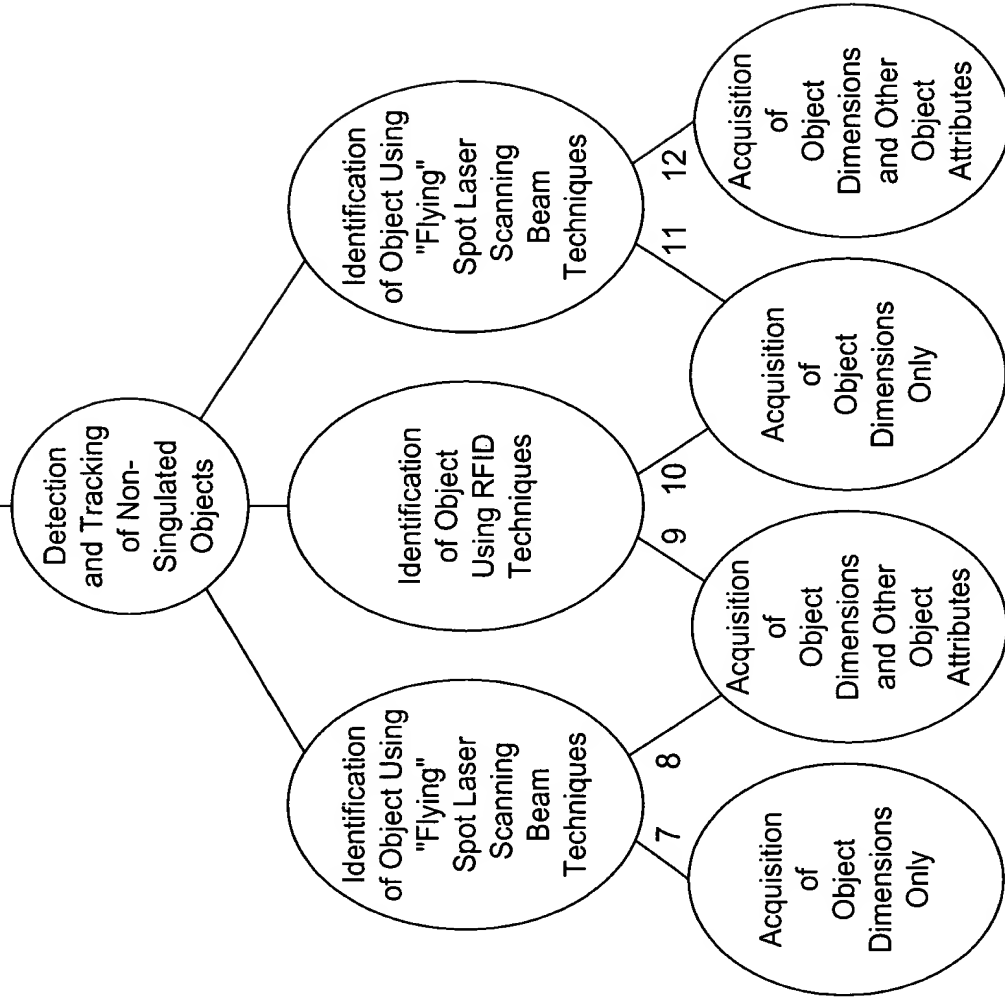 Detection
and Tracking
of Non-
Singulated
Objects
Identification
of Object Using
"Flying"
Spot Laser
Scanning
Beam
Techniques
Identification
of Object
Using RFID
Techniques
Identification
of Object Using
"Flying"
Spot Laser
Scanning
Beam
Techniques
7
8
9
10
11
12
Acquisition
of
Object
Dimensions
Only
Acquisition
of
Object
Dimensions
and Other
Object
Attributes
Acquisition
of
Object
Dimensions
Only
Acquisition
of
Object
Dimensions
and Other
Object
Attributes